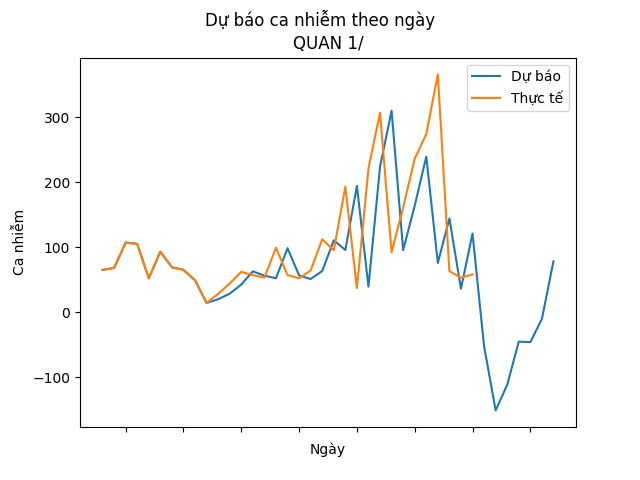 Dự báo ca nhiễm theo ngày
QUAN 1/
Dự báo
Thực tế
300
200
100
0
−100
Ca nhiễm
Ngày